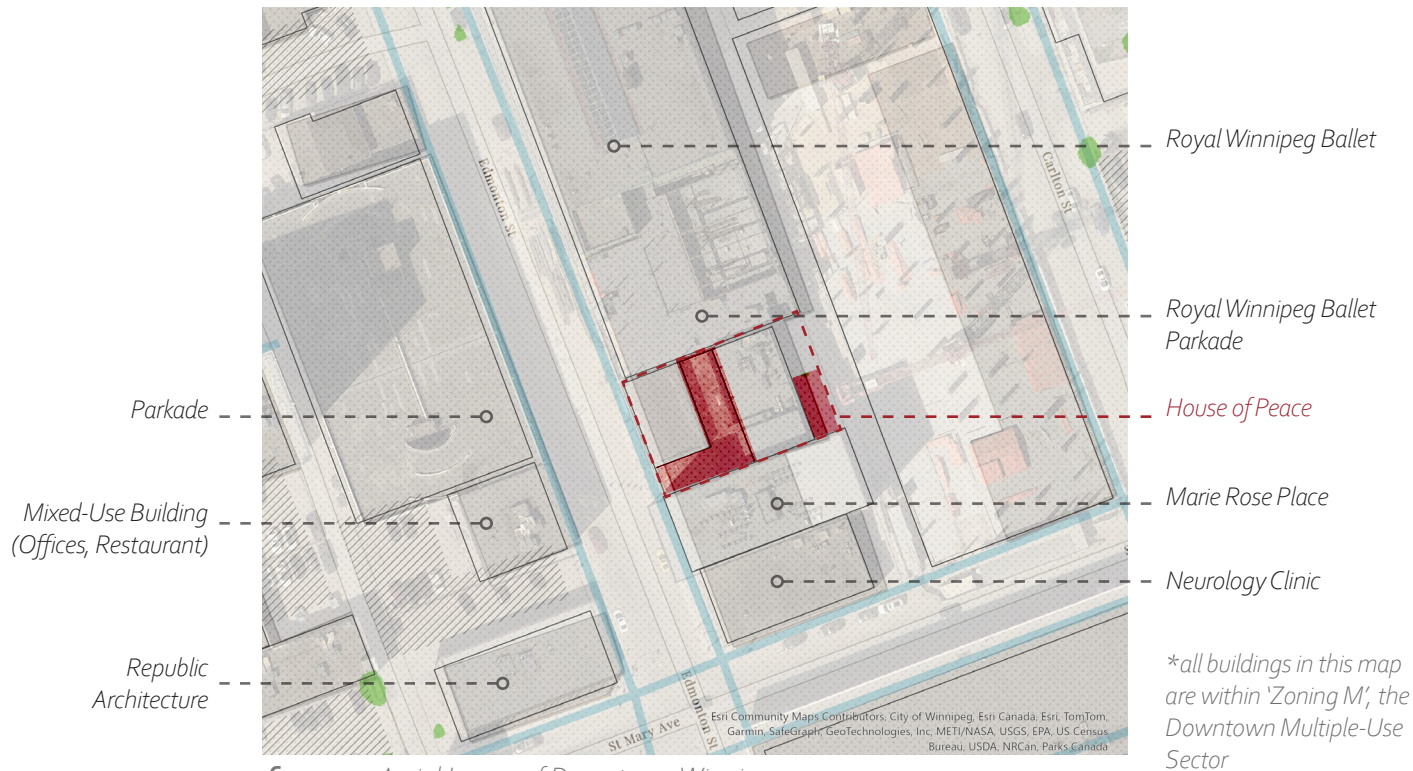 Royal Winnipeg Ballet
Edmonton St
Carlton St
Royal Winnipeg Ballet
Parkade
Parkade
House of Peace
Mixed-Use Building
(Offices, Restaurant)
Marie Rose Place
Neurology Clinic
Republic
Architecture
Edmonton St
St Mary Ave
*all buildings in this map
are within ‘Zoning M’, the
Downtown Multiple-Use
Sector
Esri Community Maps Contributors, City of Winnipeg, Esri Canada, Esri, TomTom,
Garmin, SafeGraph, GeoTechnologies, Inc, METI/NASA, USGS, EPA, US Census
Bureau, USDA, NRCan, Parks Canada